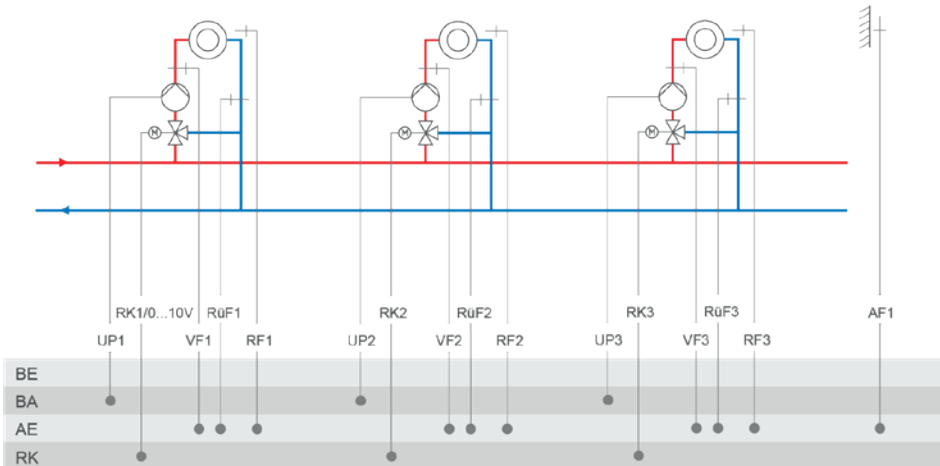 M M M
RK1/0...10V RüF1 RK2 RüF2 RK3 RüF3 AF1
UP1 VF1 RF1 UP2 VF2 RF2 UP3 VF3 RF3
BE
BA
AE
RK